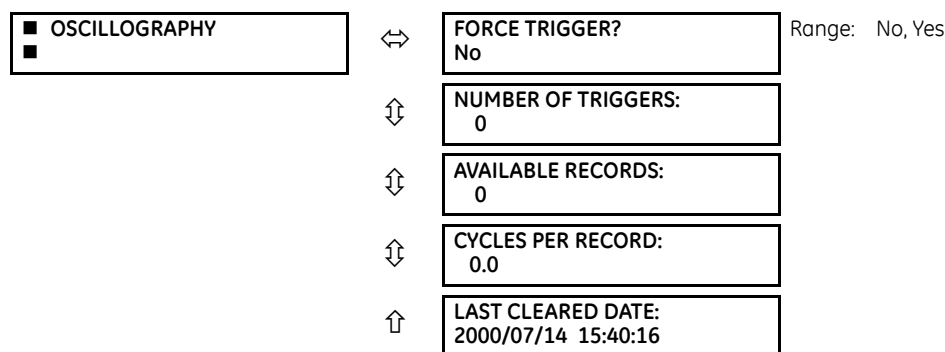 ■ OSCILLOGRAPHY
■
FORCE TRIGGER?
No
Range: No, Yes
NUMBER OF TRIGGERS:
0
AVAILABLE RECORDS:
0
CYCLES PER RECORD:
0.0
LAST CLEARED DATE:
2000/07/14 15:40:16